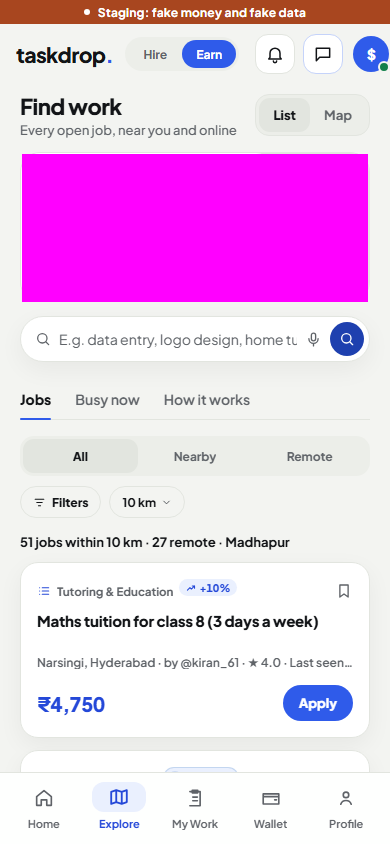 Staging: fake money and fake data
taskdrop.
Hire
Earn
$
Find work
Every open job, near you and online
List
Map
E.g. data entry, logo design, home tu
Jobs
Busy now
How it works
All
Nearby
Remote
Filters
10 km
51 jobs within 10 km · 27 remote · Madhapur
Tutoring & Education
+10%
Maths tuition for class 8 (3 days a week)
Narsingi, Hyderabad · by @kiran_61 · ★ 4.0 · Last seen…
₹4,750
Apply
Home
Explore
My Work
Wallet
Profile